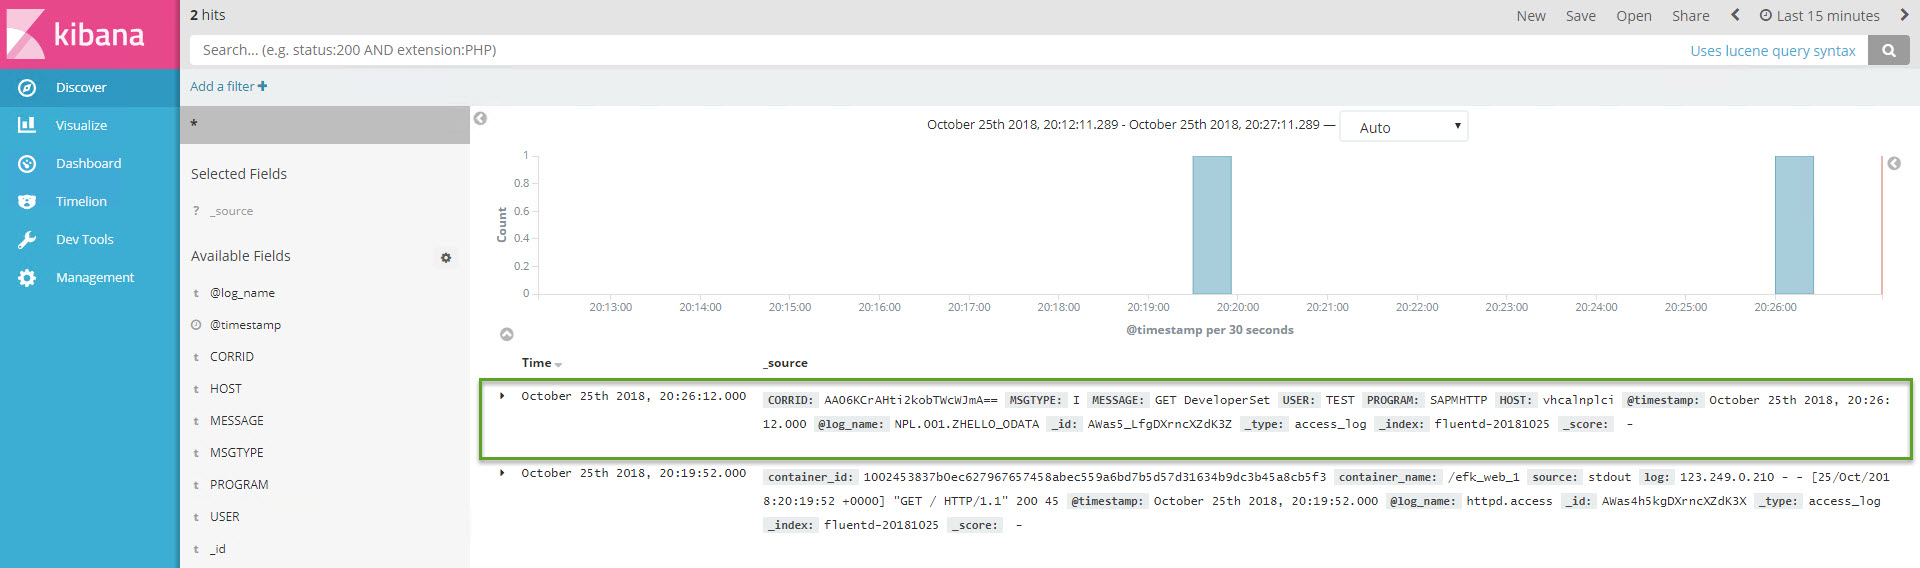 kibana
Discover
Visualize
Dashboard
Timelion
Dev Tools
Management
2 hits
New Save Open Share Last 15 minutes
Search... (e.g. status:200 AND extension:PHP) Uses lucene query syntax
Add a filter +
*
Selected Fields
? _source
Available Fields
t @log_name
@timestamp
t CORRID
t HOST
t MESSAGE
t MSGTYPE
t PROGRAM
t USER
t _id
October 25th 2018, 20:12:11.289 - October 25th 2018, 20:27:11.289 — Auto
Count
1
0.8
0.6
0.4
0.2
0
20:13:00 20:14:00 20:15:00 20:16:00 20:17:00 20:18:00 20:19:00 20:20:00 20:21:00 20:22:00 20:23:00 20:24:00 20:25:00 20:26:00
@timestamp per 30 seconds
Time _source
October 25th 2018, 20:26:12.000 CORRID: AAO6KCrAHti2kobTWcWJmA== MSGTYPE: I MESSAGE: GET DeveloperSet USER: TEST PROGRAM: SAPMHTTP HOST: vhcalnplci @timestamp: October 25th 2018, 20:26:
12.000 @log_name: NPL.001.ZHELLO_ODATA _id: AWas5_LfgDXrncXZdK3Z _type: access_log _index: fluentd-20181025 _score: -
October 25th 2018, 20:19:52.000 container_id: 1002453837b0ec627967657458abec559a6bd7b5d57d31634b9dc3b45a8cb5f3 container_name: /efk_web_1 source: stdout log: 123.249.0.210 - - [25/Oct/201
8:20:19:52 +0000] "GET / HTTP/1.1" 200 45 @timestamp: October 25th 2018, 20:19:52.000 @log_name: httpd.access _id: AWas4h5kgDXrncXZdK3X _type: access_log
_index: fluentd-20181025 _score: -